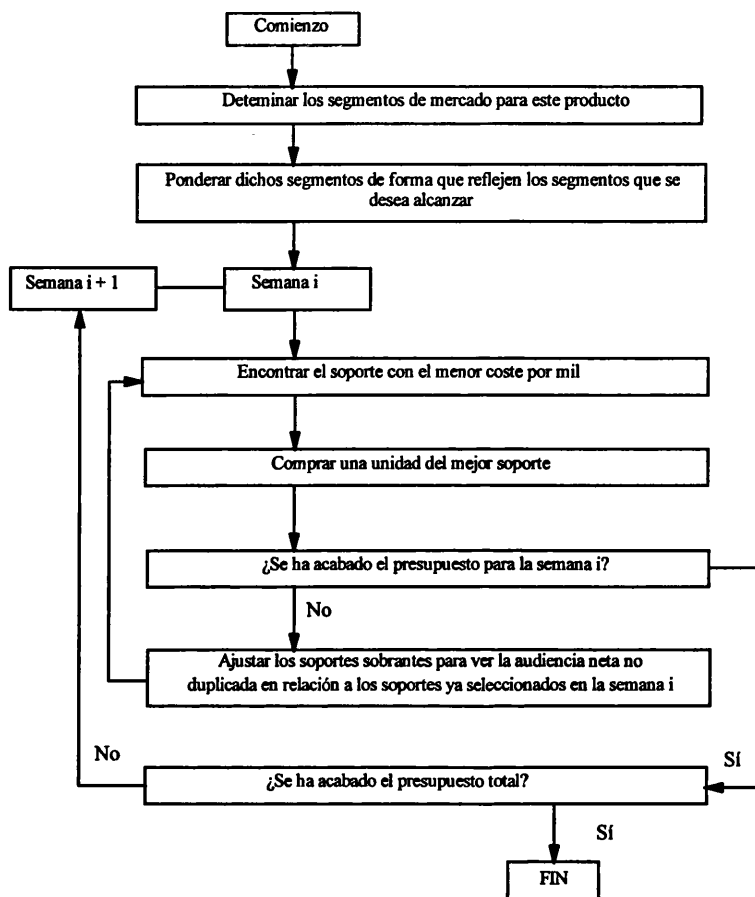 Comienzo
Deteminar los segmentos de mercado para este producto
Ponderar dichos segmentos de forma que reflejen los segmentos que se
desea alcanzar
Semana i + 1
Semana i
Encontrar el soporte con el menor coste por mil
Comprar una unidad del mejor soporte
¿Se ha acabado el presupuesto para la semana i?
No
Ajustar los soportes sobrantes para ver la audiencia neta no
duplicada en relación a los soportes ya seleccionados en la semana i
No
Sí
¿Se ha acabado el presupuesto total?
Sí
FIN